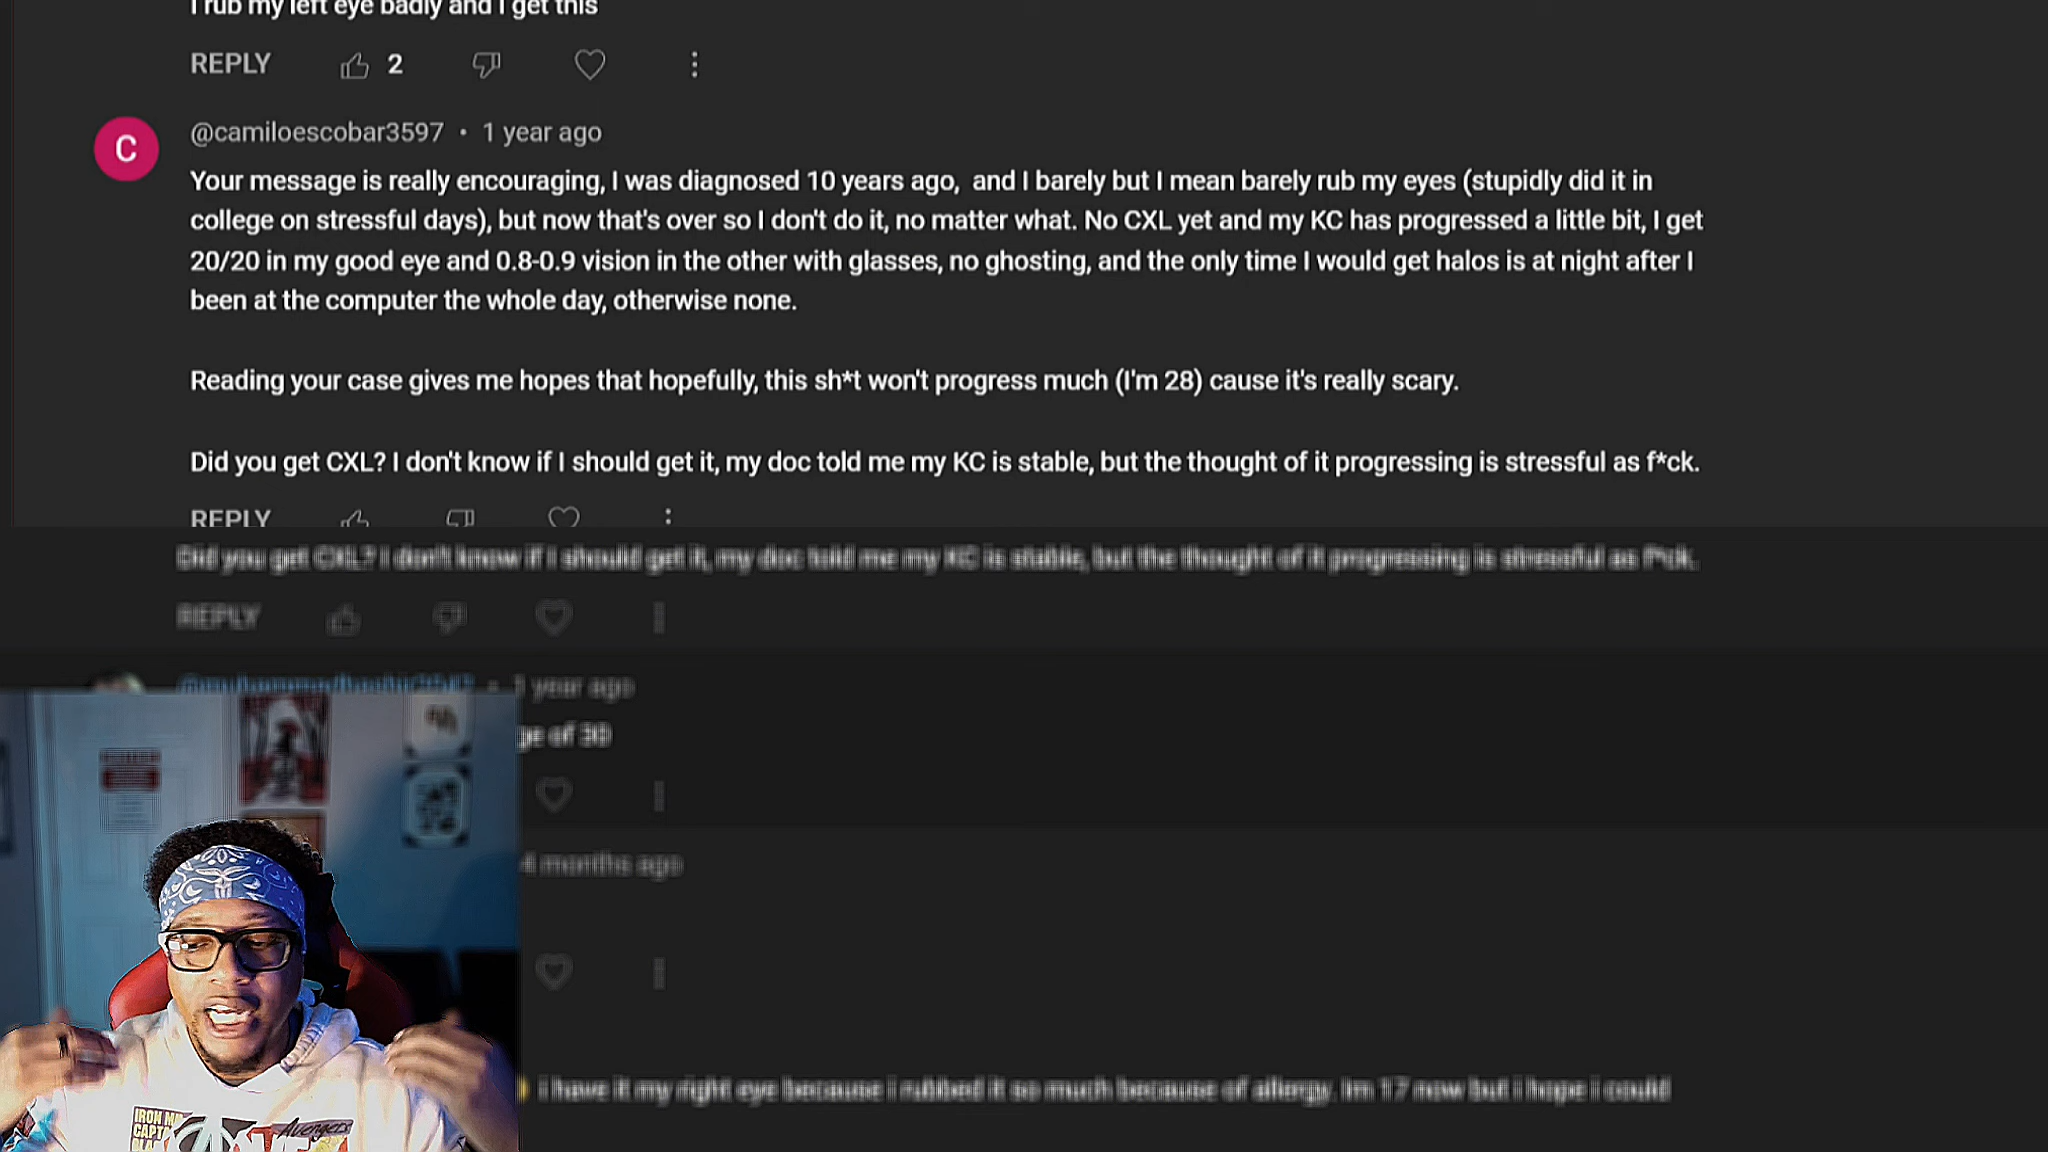 I rub my left eye badly and I get this
REPLY 2
C
@camiloescobar3597 • 1 year ago
Your message is really encouraging, I was diagnosed 10 years ago, and I barely but I mean barely rub my eyes (stupidly did it in
college on stressful days), but now that's over so I don't do it, no matter what. No CXL yet and my KC has progressed a little bit, I get
20/20 in my good eye and 0.8-0.9 vision in the other with glasses, no ghosting, and the only time I would get halos is at night after I
been at the computer the whole day, otherwise none.
Reading your case gives me hopes that hopefully, this sh*t won't progress much (I'm 28) cause it's really scary.
Did you get CXL? I don't know if I should get it, my doc told me my KC is stable, but the thought of it progressing is stressful as f*ck.
REPLY
Did you get CXL? I don't know if I should get it, my doc told me my KC is stable, but the thought of it progressing is stressful as f*ck.
REPLY
• 1 year ago
of 30
4 months ago
i have it my right eye because i rubbed it so much because of allergy. Im 17 now but i hope i could
IRON
Avengers